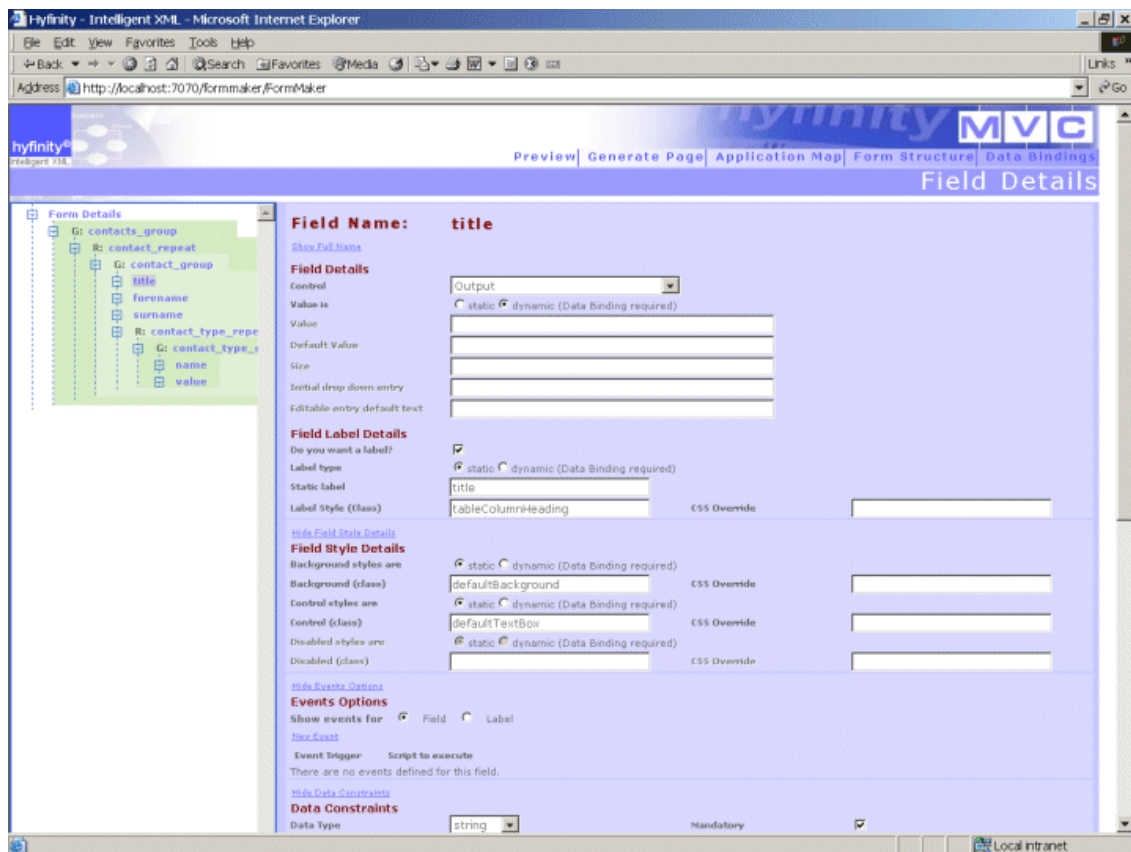 Hyfinity - Intelligent XML - Microsoft Internet Explorer
File Edit View Favorites Tools Help
Back Search Favorites Media Links »
Address http://localhost:7070/formmaker/FormMaker Go
hyfinity MVC
hyfinity®
Intelligent XML
Preview| Generate Page| Application Map| Form Structure| Data Bindings
Field Details
Form Details
G: contacts_group
R: contact_repeat
G: contact_group
title
forename
surname
R: contact_type_repe
G: contact_type_
name
value
Field Name: title
Show Full Name
Field Details
Control Output
Value is static dynamic (Data Binding required)
Value
Default Value
Size
Initial drop down entry
Editable entry default text
Field Label Details
Do you want a label?
Label type static dynamic (Data Binding required)
Static label title
Label Style (Class) tableColumnHeading CSS Override
Hide Field Style Details
Field Style Details
Background styles are static dynamic (Data Binding required)
Background (class) defaultBackground CSS Override
Control styles are static dynamic (Data Binding required)
Control (class) defaultTextBox CSS Override
Disabled styles are static dynamic (Data Binding required)
Disabled (class) CSS Override
Hide Events Options
Events Options
Show events for Field Label
New Event
Event Trigger Script to execute
There are no events defined for this field.
Hide Data Constraints
Data Constraints
Data Type string Mandatory
Local intranet